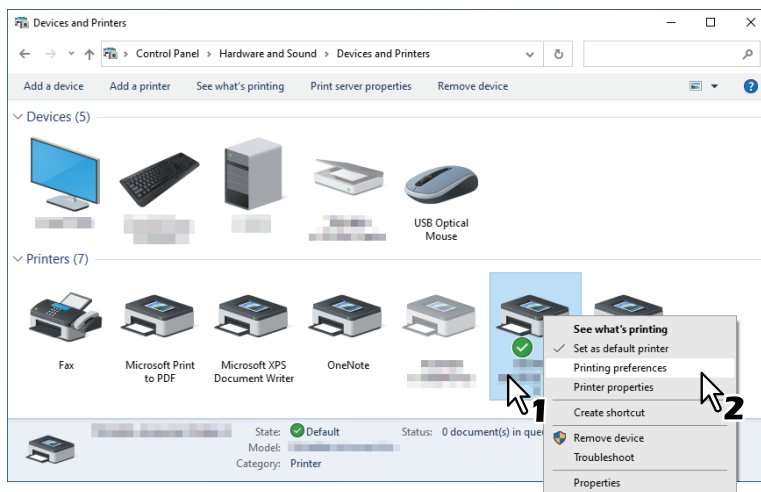 Devices and Printers
Control Panel > Hardware and Sound > Devices and Printers
Add a device Add a printer See what's printing Print server properties Remove device
Devices (5)
USB Optical
Mouse
Printers (7)
Fax
Microsoft Print
to PDF
Microsoft XPS
Document Writer
OneNote
See what's printing
Set as default printer
Printing preferences
Printer properties
Create shortcut
Remove device
Troubleshoot
Properties
1
2
State: Default Status: 0 document(s) in
Model:
Category: Printer